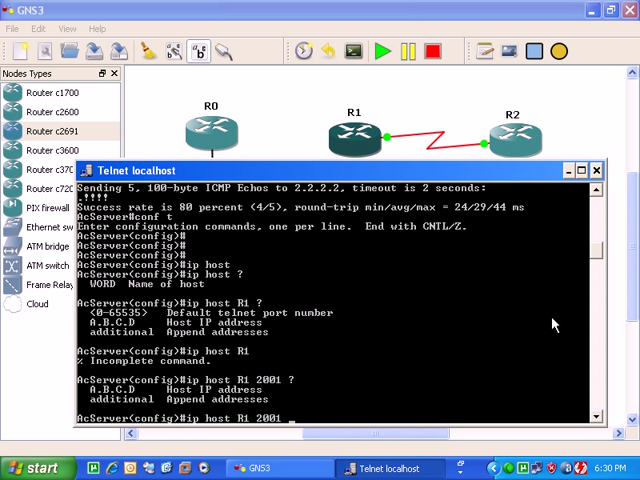 GNS3
File Edit View
Nodes Types
Router c1700
Router c2600
Router c2691
Router c3600
Router c37
Router c720
PIX firewall
Ethernet sw
ATM bridge
ATM switch
Frame Relay
Cloud
R0
R1
R2
Telnet localhost
Sending 5, 100-byte ICMP Echos to 2.2.2.2, timeout is 2 seconds:
.!!!!
Success rate is 80 percent (4/5), round-trip min/avg/max = 24/29/44 ms
AcServer#conf t
Enter configuration commands, one per line.  End with CNTL/Z.
AcServer(config)#
AcServer(config)#
AcServer(config)#
AcServer(config)#ip host
AcServer(config)#ip host ?
WORD  Name of host
AcServer(config)#ip host R1 ?
<0-65535>  Default telnet port number
A.B.C.D  Host IP address
additional  Append addresses
AcServer(config)#ip host R1
% Incomplete command.
AcServer(config)#ip host R1 2001 ?
A.B.C.D  Host IP address
additional  Append addresses
AcServer(config)#ip host R1 2001 _
start
GNS3
Telnet localhost
6:30 PM